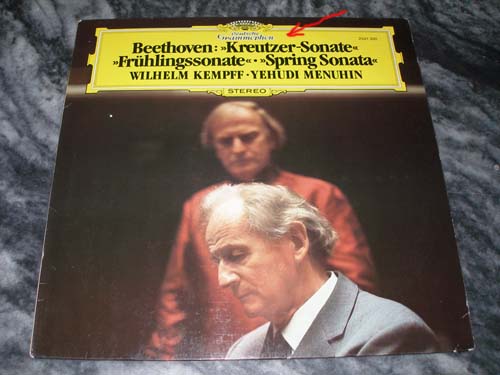 Deutsche
Grammophon
Beethoven: »Kreutzer-Sonate«
»Frühlingssonate« · »Spring Sonata«
WILHELM KEMPFF · YEHUDI MENUHIN
STEREO